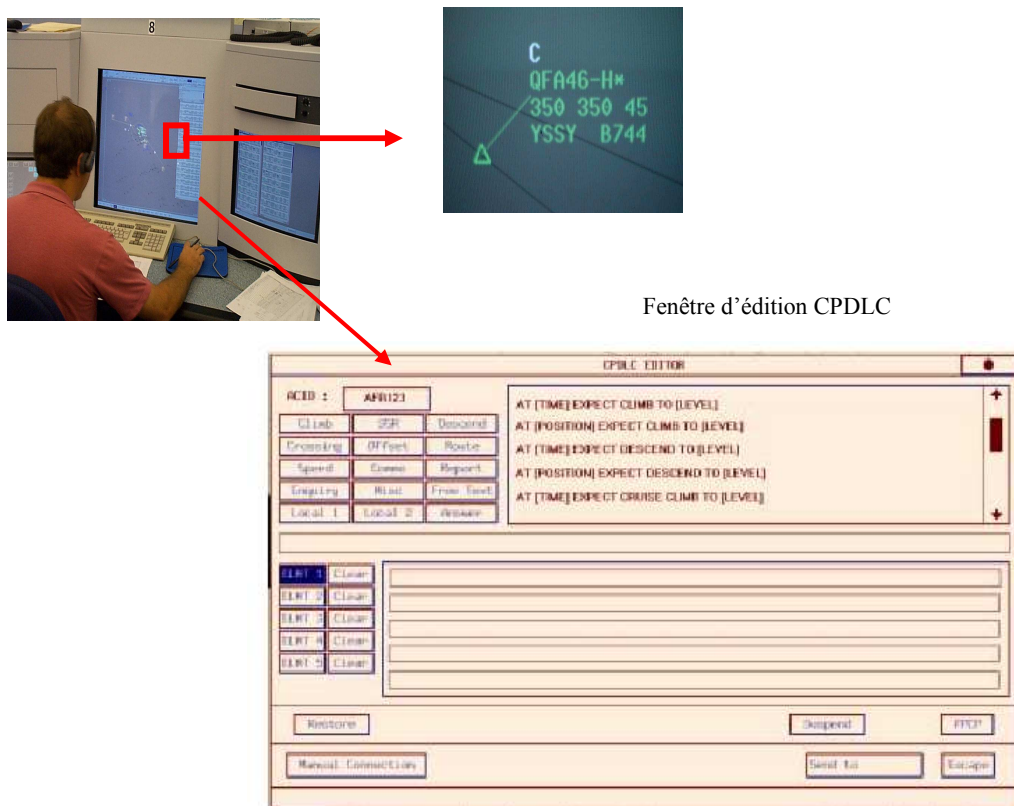 8
C
QFA46-H*
350 350 45
YSSY B744
Fenêtre d'édition CPDLC
CPDLC EDITOR
ACID : AFR123
Climb SSR Descend
Crossing Offset Route
Speed Comms Report
Enquiry Misc Free Text
Local 1 Local 2 Answer
AT [TIME] EXPECT CLIMB TO [LEVEL]
AT [POSITION] EXPECT CLIMB TO [LEVEL]
AT [TIME] EXPECT DESCEND TO [LEVEL]
AT [POSITION] EXPECT DESCEND TO [LEVEL]
AT [TIME] EXPECT CRUISE CLIMB TO [LEVEL]
ELMT 1 Clear
ELMT 2 Clear
ELMT 3 Clear
ELMT 4 Clear
ELMT 5 Clear
Restore Suspend
Manual Connection Send to Escape